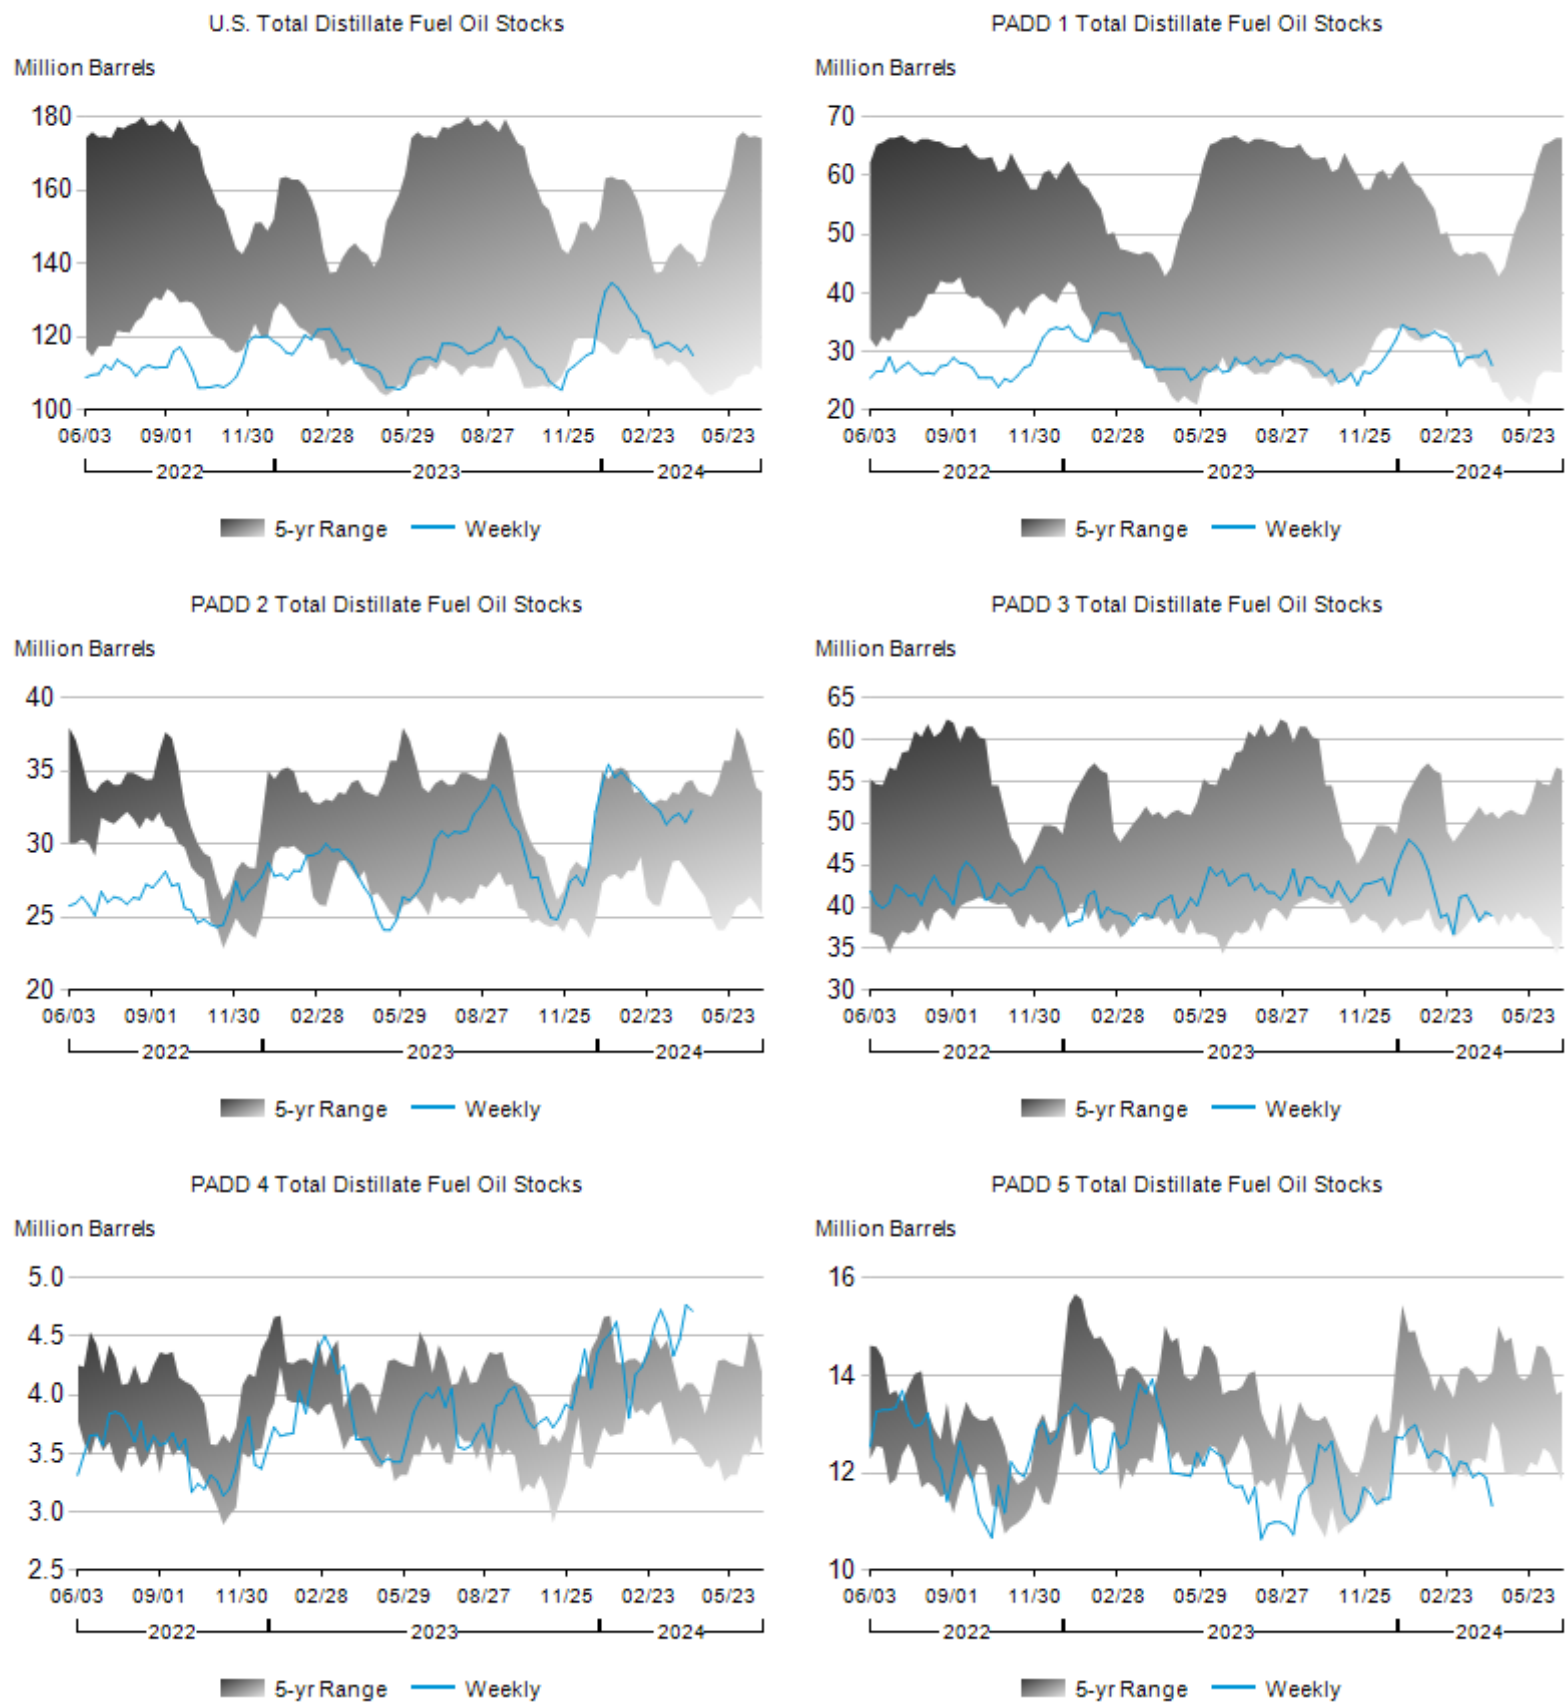 U.S. Total Distillate Fuel Oil Stocks
Million Barrels
180
160
140
120
100
06/03 09/01 11/30 02/28 05/29 08/27 11/25 02/23 05/23
2022 2023 2024
5-yr Range Weekly
PADD 1 Total Distillate Fuel Oil Stocks
Million Barrels
70
60
50
40
30
20
06/03 09/01 11/30 02/28 05/29 08/27 11/25 02/23 05/23
2022 2023 2024
5-yr Range Weekly
PADD 2 Total Distillate Fuel Oil Stocks
Million Barrels
40
35
30
25
20
06/03 09/01 11/30 02/28 05/29 08/27 11/25 02/23 05/23
2022 2023 2024
5-yr Range Weekly
PADD 3 Total Distillate Fuel Oil Stocks
Million Barrels
65
60
55
50
45
40
35
30
06/03 09/01 11/30 02/28 05/29 08/27 11/25 02/23 05/23
2022 2023 2024
5-yr Range Weekly
PADD 4 Total Distillate Fuel Oil Stocks
Million Barrels
5.0
4.5
4.0
3.5
3.0
2.5
06/03 09/01 11/30 02/28 05/29 08/27 11/25 02/23 05/23
2022 2023 2024
5-yr Range Weekly
PADD 5 Total Distillate Fuel Oil Stocks
Million Barrels
16
14
12
10
06/03 09/01 11/30 02/28 05/29 08/27 11/25 02/23 05/23
2022 2023 2024
5-yr Range Weekly